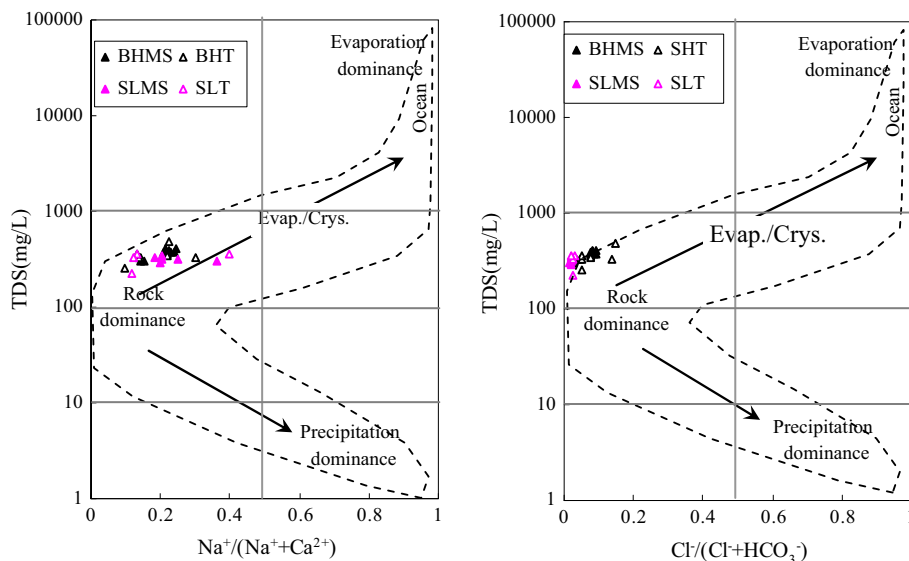 100000
10000
1000
100
10
1
TDS(mg/L)
BHMS BHT
SLMS SLT
Evaporation
dominance
Ocean
Evap./Crys.
Rock
dominance
Precipitation
dominance
0 0.2 0.4 0.6 0.8 1
Na⁺/(Na⁺+Ca²⁺)
100000
10000
1000
100
10
1
TDS(mg/L)
BHMS SHT
SLMS SLT
Evaporation
dominance
Ocean
Evap./Crys.
Rock
dominance
Precipitation
dominance
0 0.2 0.4 0.6 0.8 1
Cl⁻/(Cl⁻+HCO₃⁻)